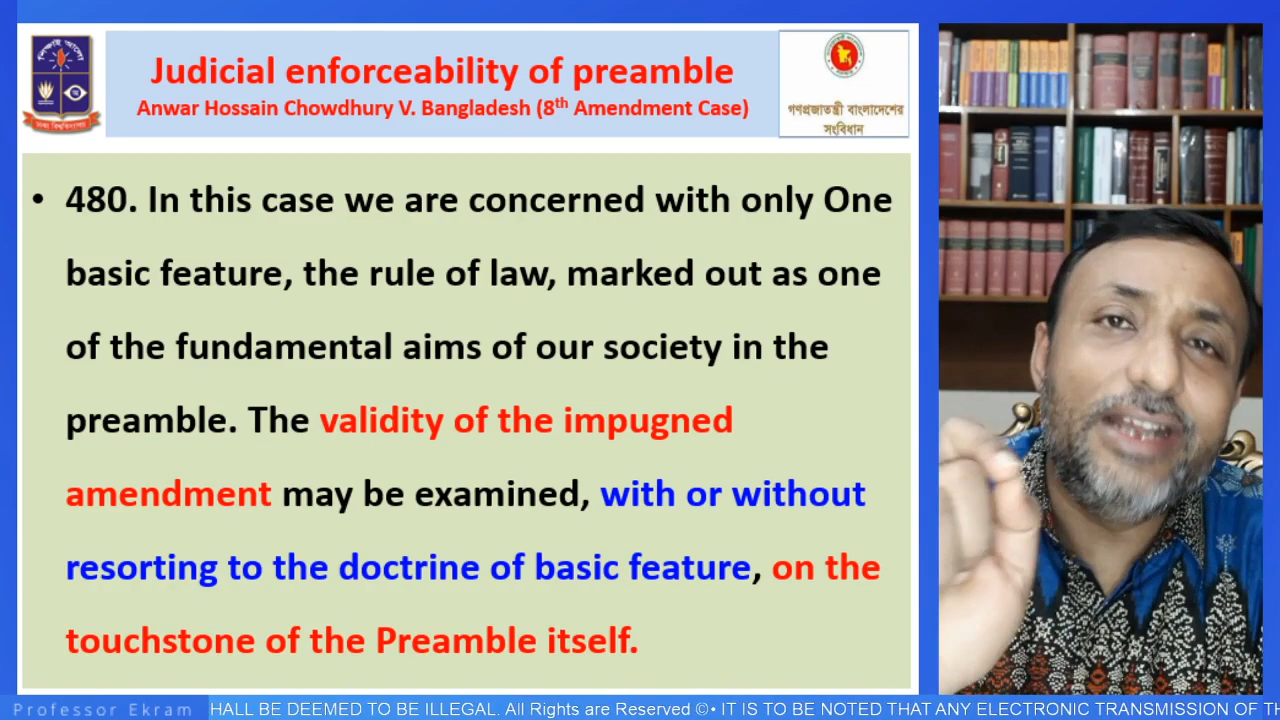 Judicial enforceability of preamble
Anwar Hossain Chowdhury V. Bangladesh (8th Amendment Case)
গণপ্রজাতন্ত্রী বাংলাদেশের
সংবিধান
• 480. In this case we are concerned with only One
basic feature, the rule of law, marked out as one
of the fundamental aims of our society in the
preamble. The validity of the impugned
amendment may be examined, with or without
resorting to the doctrine of basic feature, on the
touchstone of the Preamble itself.
Professor Ekram
HALL BE DEEMED TO BE ILLEGAL. All Rights are Reserved ©• IT IS TO BE NOTED THAT ANY ELECTRONIC TRANSMISSION OF TH